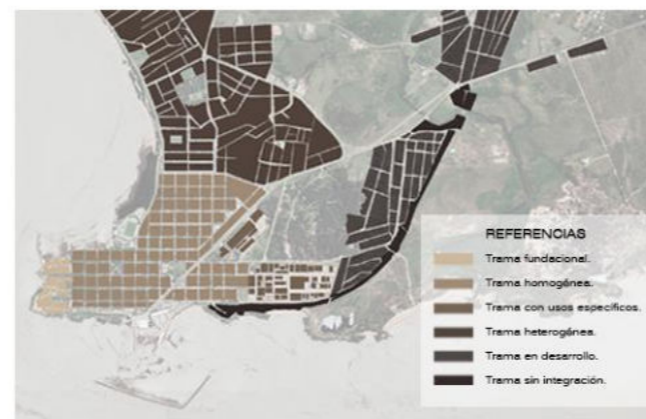 REFERENCIAS
Trama fundacional.
Trama homogénea.
Trama con usos específicos.
Trama heterogénea.
Trama en desarrollo.
Trama sin integración.